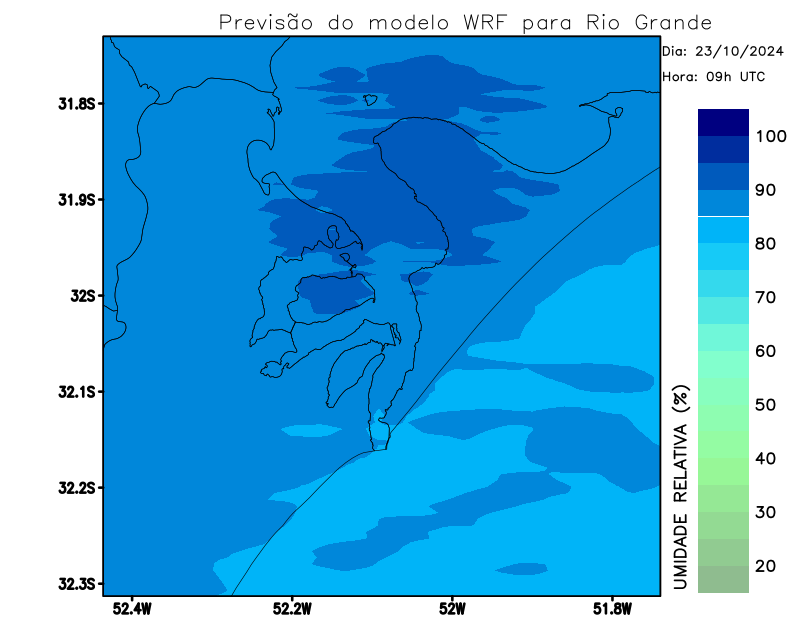 Previsão do modelo WRF para Rio Grande
Dia: 23/10/2024
Hora: 09h UTC
31.8S
31.9S
32S
32.1S
32.2S
32.3S
52.4W
52.2W
52W
51.8W
UMIDADE RELATIVA (%)
100
90
80
70
60
50
40
30
20